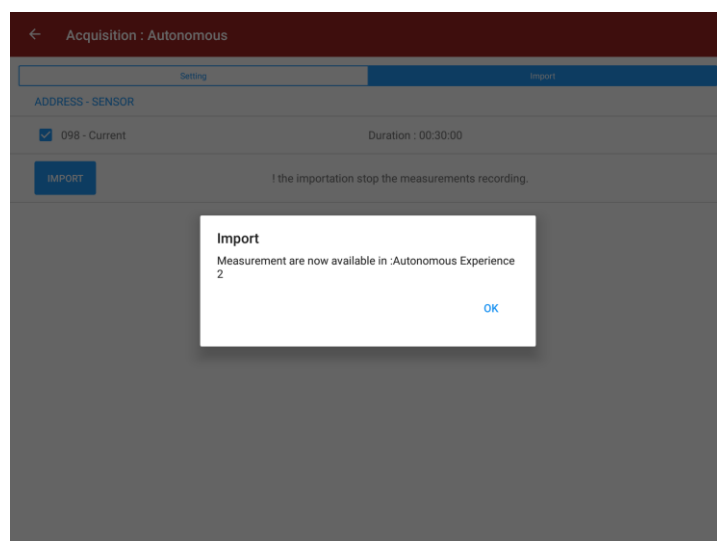 Acquisition : Autonomous
Setting
Import
ADDRESS - SENSOR
098 - Current
Duration : 00:30:00
IMPORT
! the importation stop the measurements recording.
Import
Measurement are now available in :Autonomous Experience
2
OK